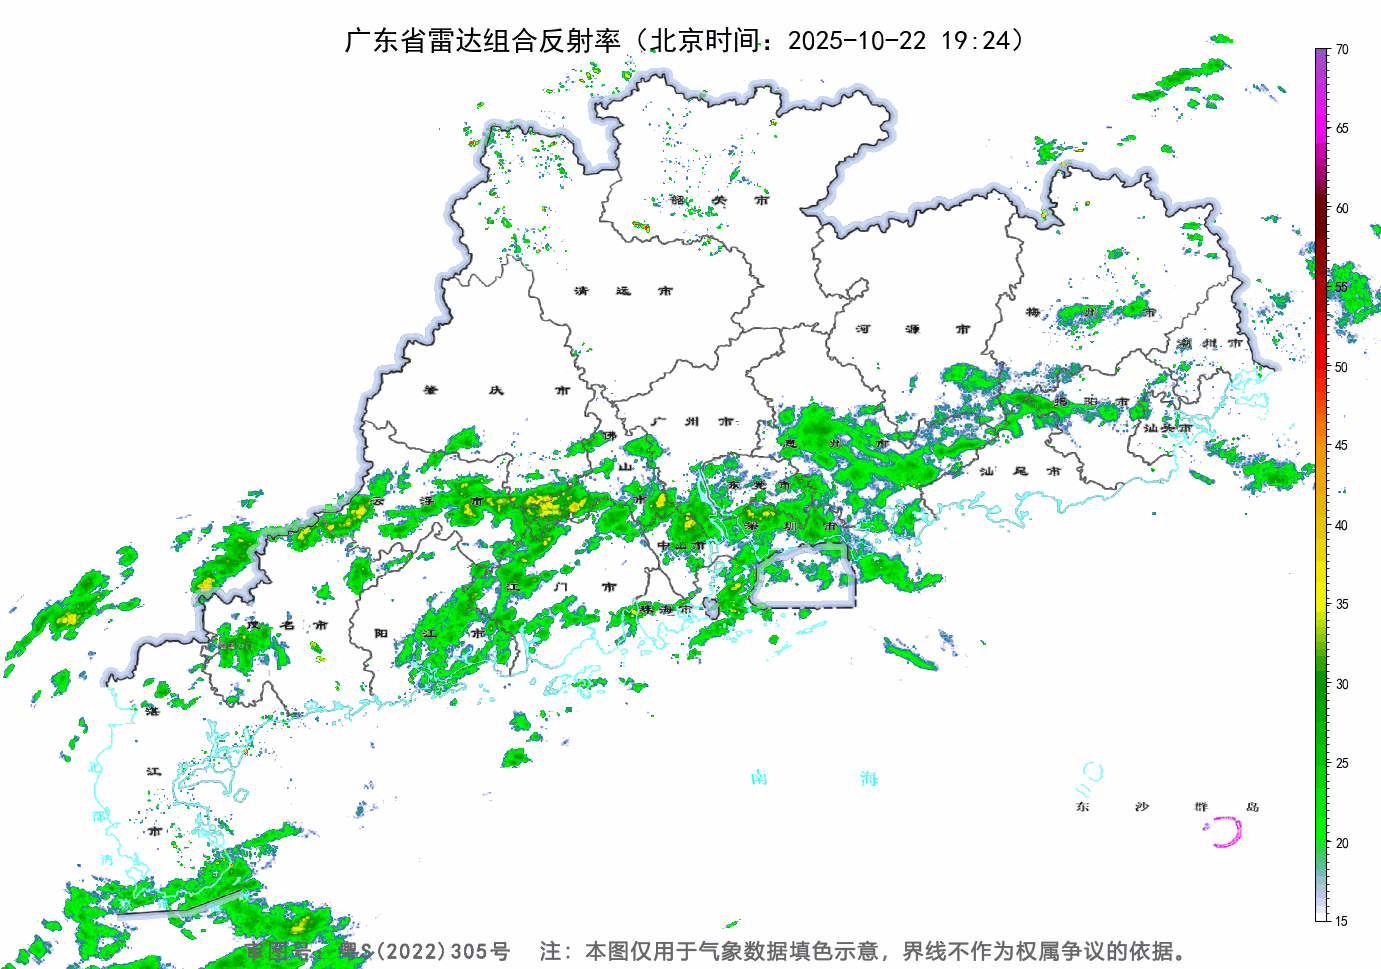 广东省雷达组合反射率（北京时间：2025-10-22 19:24）
70
65
60
55
50
45
40
35
30
25
20
15
韶 关 市
清 远 市
河 源 市
梅 州 市
潮 州 市
肇 庆 市
广 州 市
佛 山 市
惠 州 市
揭 阳 市
汕头市
汕 尾 市
云 浮 市
东 莞 市
深 圳 市
中山市
江 门 市
珠海市
茂 名 市
阳 江 市
湛 江 市
北 部 湾
南 海
东 沙 群 岛
审图号：粤S(2022)305号 注：本图仅用于气象数据填色示意，界线不作为权属争议的依据。